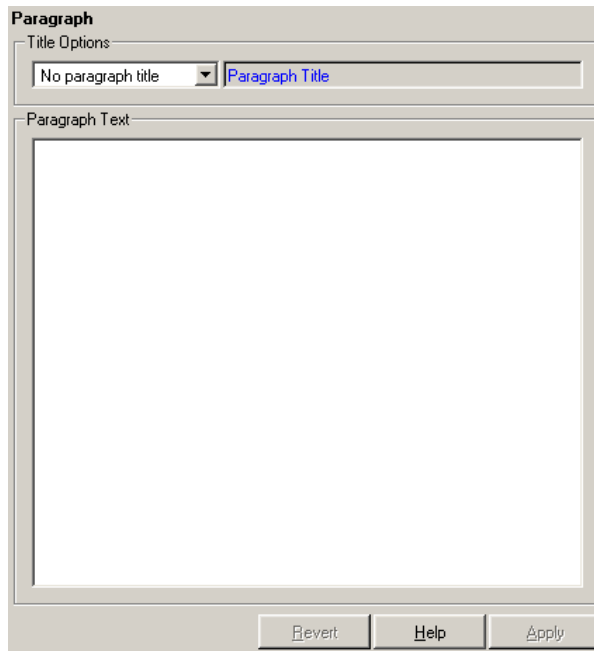 Paragraph
Title Options
No paragraph title Paragraph Title
Paragraph Text
Revert Help Apply